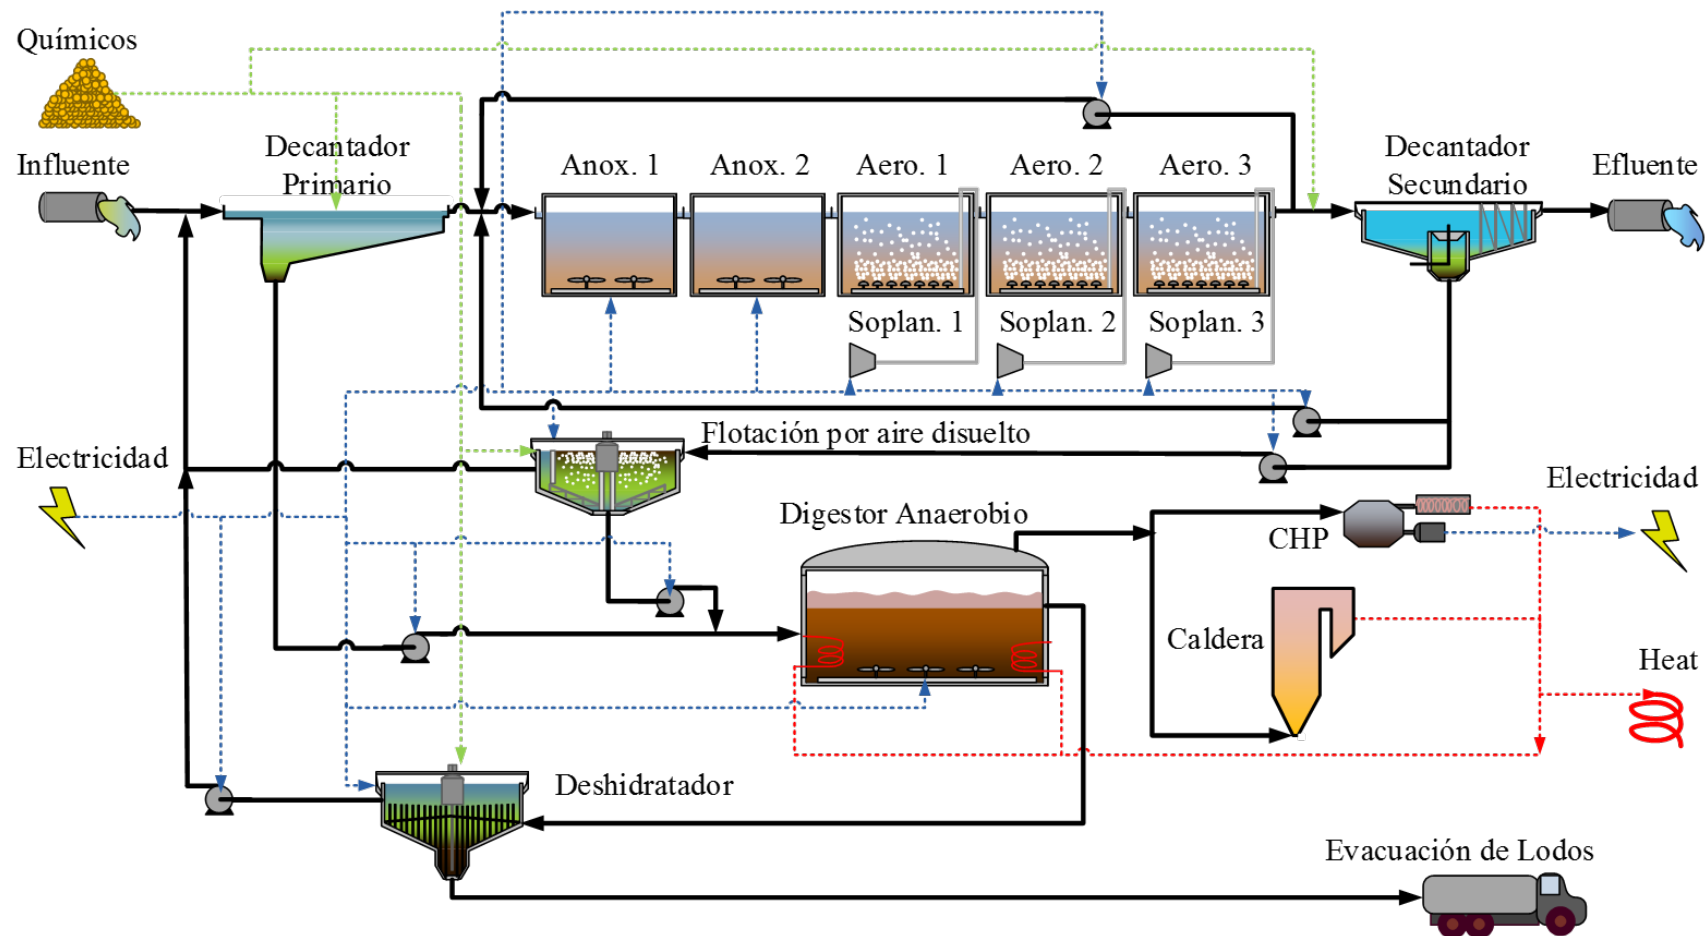 Químicos
Influente
Decantador
Primario
Anox. 1
Anox. 2
Aero. 1
Aero. 2
Aero. 3
Decantador
Secundario
Efluente
Soplan. 1
Soplan. 2
Soplan. 3
Flotación por aire disuelto
Electricidad
Digestor Anaerobio
CHP
Electricidad
Caldera
Heat
Deshidratador
Evacuación de Lodos